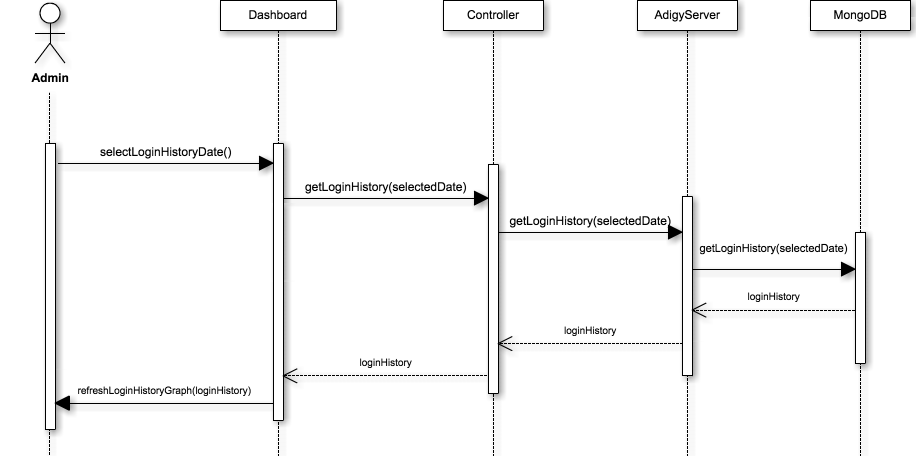 Dashboard
Controller
AdigyServer
MongoDB
Admin
selectLoginHistoryDate()
getLoginHistory(selectedDate)
getLoginHistory(selectedDate)
getLoginHistory(selectedDate)
loginHistory
loginHistory
loginHistory
refreshLoginHistoryGraph(loginHistory)